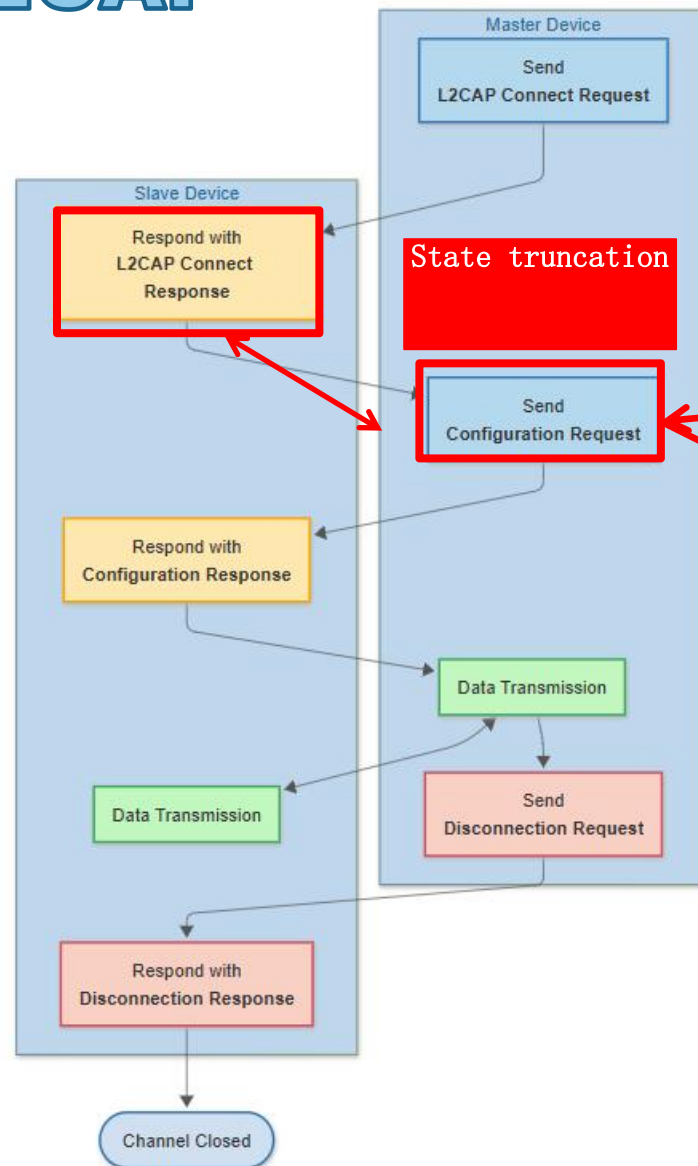 Master Device
Send
L2CAP Connect Request
Slave Device
Respond with
L2CAP Connect
Response
State truncation
Send
Configuration Request
Respond with
Configuration Response
Data Transmission
Data Transmission
Send
Disconnection Request
Respond with
Disconnection Response
Channel Closed